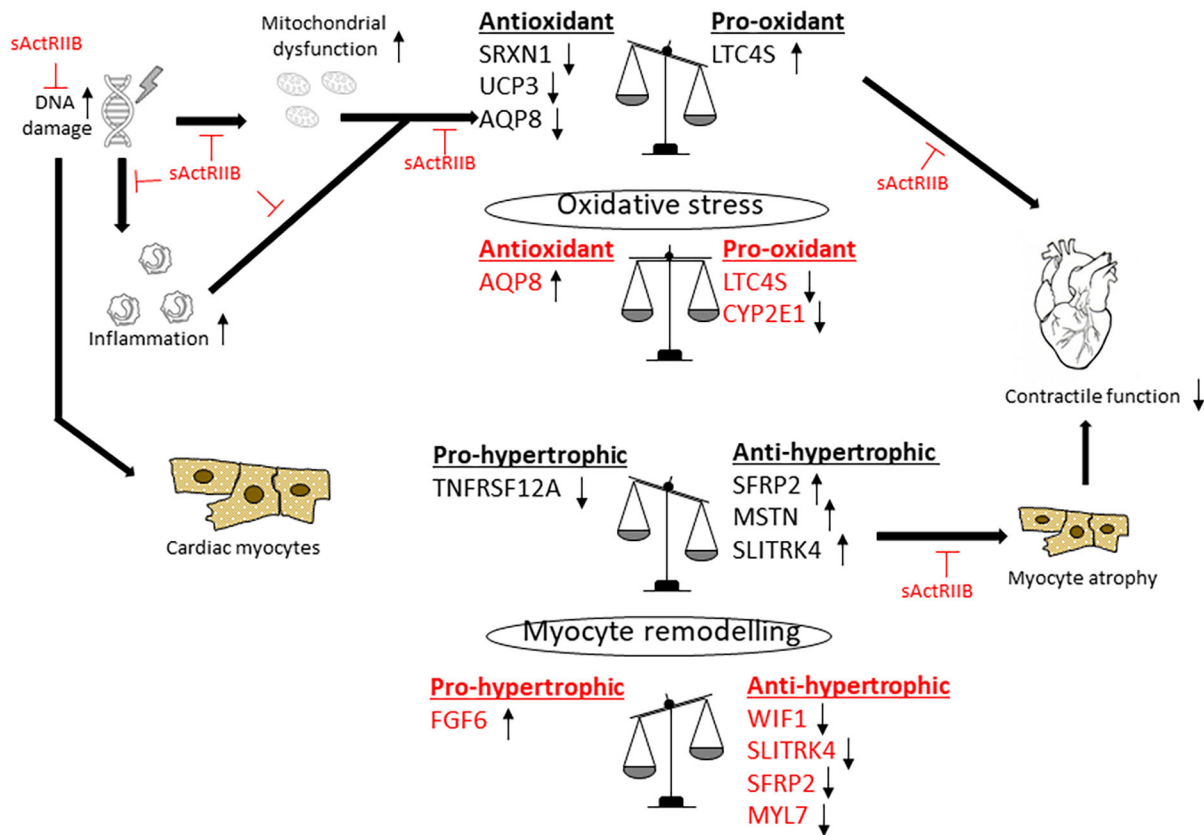 sActRIIB
DNA ↑
damage
Mitochondrial
dysfunction ↑
Antioxidant
SRXN1 ↓
UCP3 ↓
AQP8 ↓
Pro-oxidant
LTC4S ↑
sActRIIB
sActRIIB
sActRIIB
Oxidative stress
Antioxidant
AQP8 ↑
Pro-oxidant
LTC4S ↓
CYP2E1 ↓
Inflammation ↑
Contractile function ↓
Cardiac myocytes
Pro-hypertrophic
TNFRSF12A ↓
Anti-hypertrophic
SFRP2 ↑
MSTN ↑
SLITRK4 ↑
sActRIIB
Myocyte atrophy
Myocyte remodelling
Pro-hypertrophic
FGF6 ↑
Anti-hypertrophic
WIF1 ↓
SLITRK4 ↓
SFRP2 ↓
MYL7 ↓